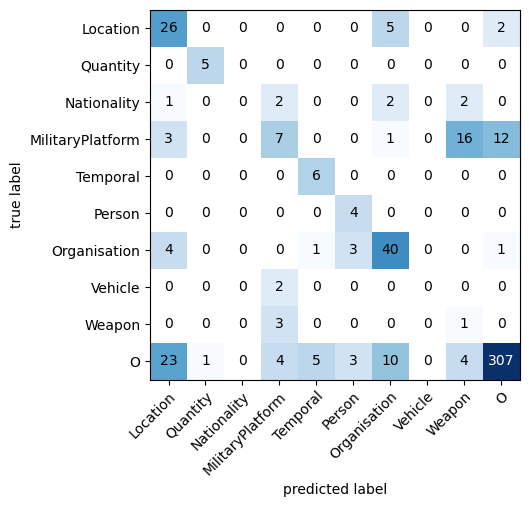 true label
Location 26 0 0 0 0 0 5 0 0 2
Quantity 0 5 0 0 0 0 0 0 0 0
Nationality 1 0 0 2 0 0 2 0 2 0
MilitaryPlatform 3 0 0 7 0 0 1 0 16 12
Temporal 0 0 0 0 6 0 0 0 0 0
Person 0 0 0 0 0 4 0 0 0 0
Organisation 4 0 0 0 1 3 40 0 0 1
Vehicle 0 0 0 2 0 0 0 0 0 0
Weapon 0 0 0 3 0 0 0 0 1 0
O 23 1 0 4 5 3 10 0 4 307
Location Quantity Nationality MilitaryPlatform Temporal Person Organisation Vehicle Weapon O
predicted label